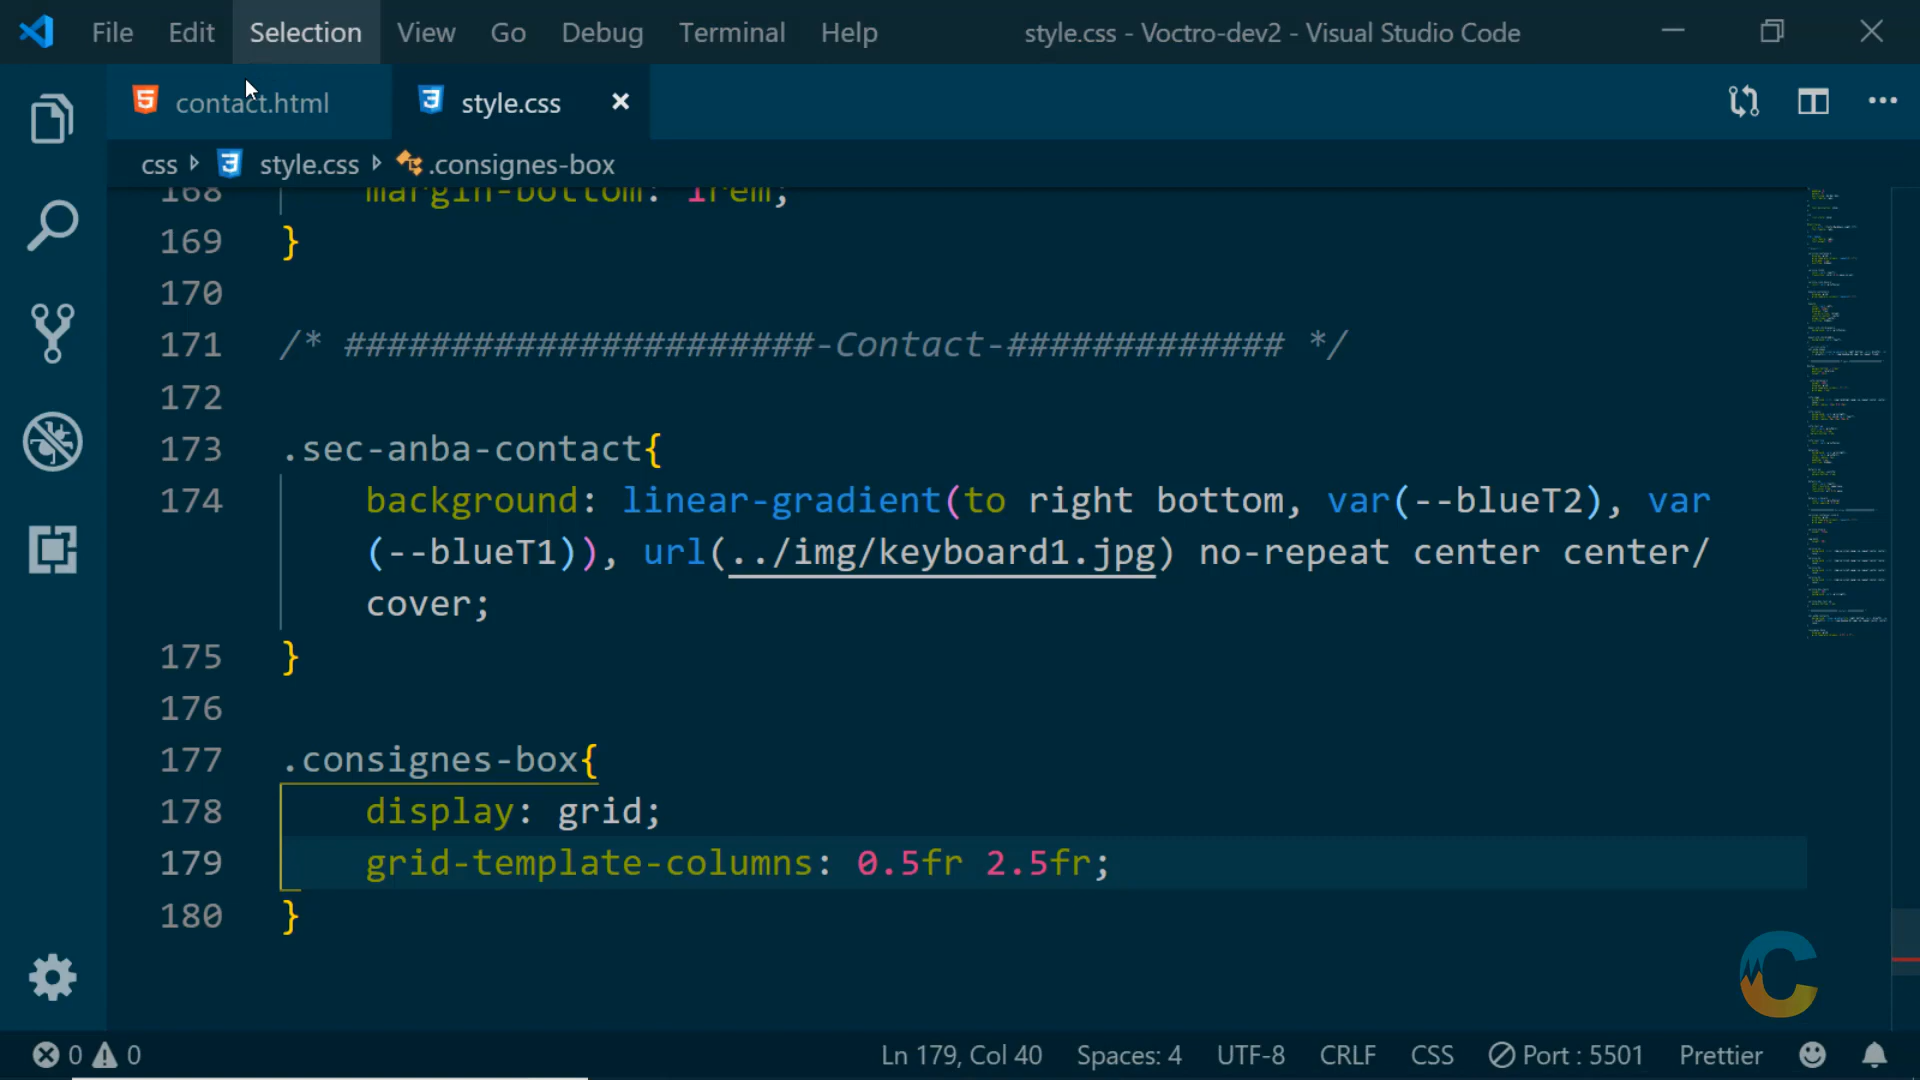 File Edit Selection View Go Debug Terminal Help style.css - Voctro-dev2 - Visual Studio Code
contact.html style.css
css style.css .consignes-box
168 margin-bottom: 1rem;
169 }
170
171 /* ######################-Contact-############# */
172
173 .sec-anba-contact{
174 background: linear-gradient(to right bottom, var(--blueT2), var
(--blueT1)), url(../img/keyboard1.jpg) no-repeat center center/
cover;
175 }
176
177 .consignes-box{
178 display: grid;
179 grid-template-columns: 0.5fr 2.5fr;
180 }
0 0 Ln 179, Col 40 Spaces: 4 UTF-8 CRLF CSS Port : 5501 Prettier